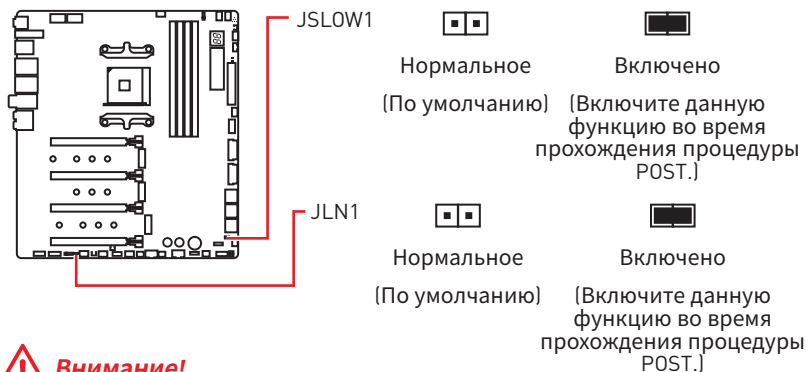 JSLOW1
Нормальное
(По умолчанию)
Включено
(Включите данную
функцию во время
прохождения процедуры
POST.)
JLN1
Нормальное
(По умолчанию)
Включено
(Включите данную
функцию во время
прохождения процедуры
POST.)
Внимание!